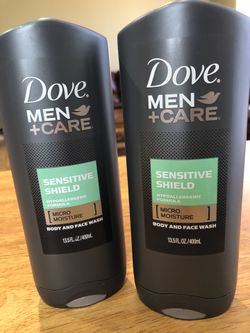 Dove
MEN
+CARE
SENSITIVE
SHIELD
HYPOALLERGENIC
FORMULA
MICRO
MOISTURE
BODY AND FACE WASH
13.5 FL OZ/400mL
Dove
MEN
+CARE
SENSITIVE
SHIELD
HYPOALLERGENIC
FORMULA
MICRO
MOISTURE
BODY AND FACE WASH
13.5 FL OZ/400mL